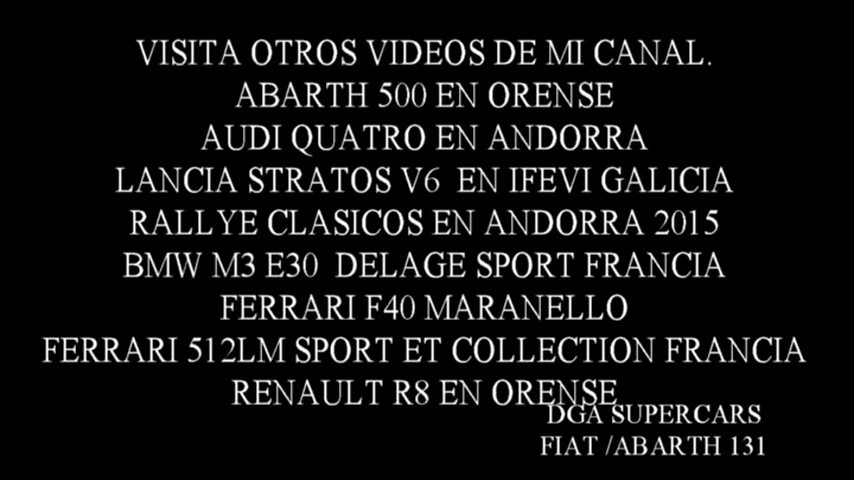 VISITA OTROS VIDEOS DE MI CANAL.
ABARTH 500 EN ORENSE
AUDI QUATRO EN ANDORRA
LANCIA STRATOS V6 EN IFEVI GALICIA
RALLYE CLASICOS EN ANDORRA 2015
BMW M3 E30 DELAGE SPORT FRANCIA
FERRARI F40 MARANELLO
FERRARI 512LM SPORT ET COLLECTION FRANCIA
RENAULT R8 EN ORENSE
DGA SUPERCARS
FIAT /ABARTH 131